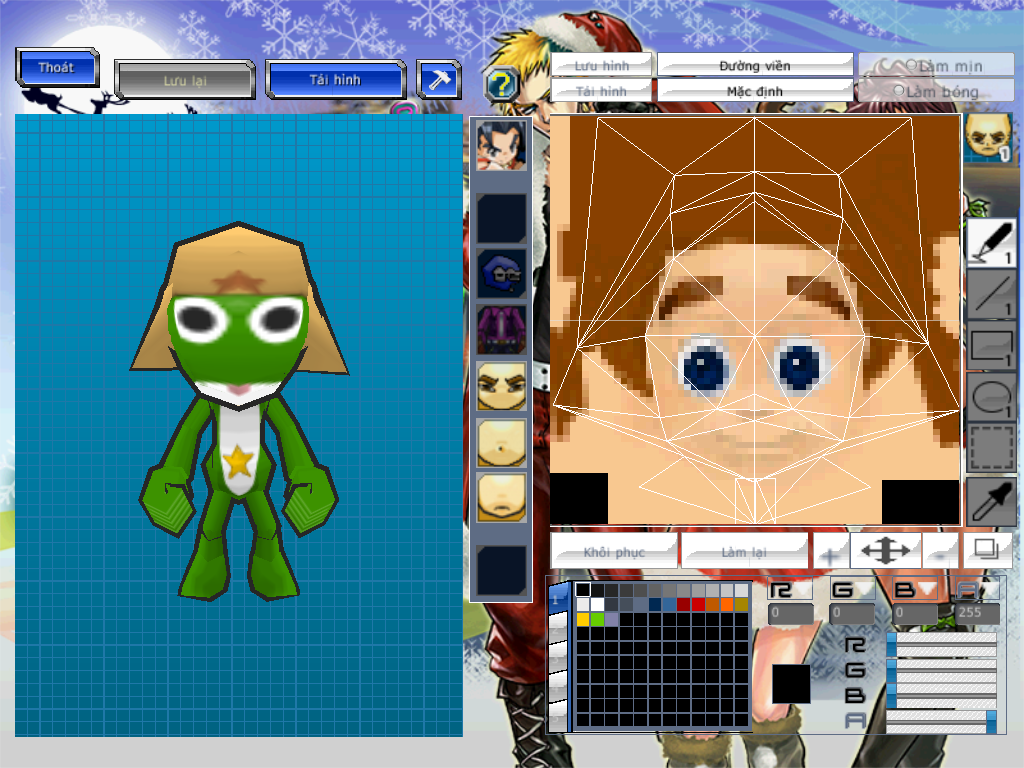 Thoát
Lưu lại
Tải hình
?
Lưu hình
Đường viền
Làm mịn
Tải hình
Mặc định
Làm bóng
1
1
1
1
1
Khôi phục
Làm lại
+
-
1
R
G
B
A
0
0
0
255
R
G
B
A